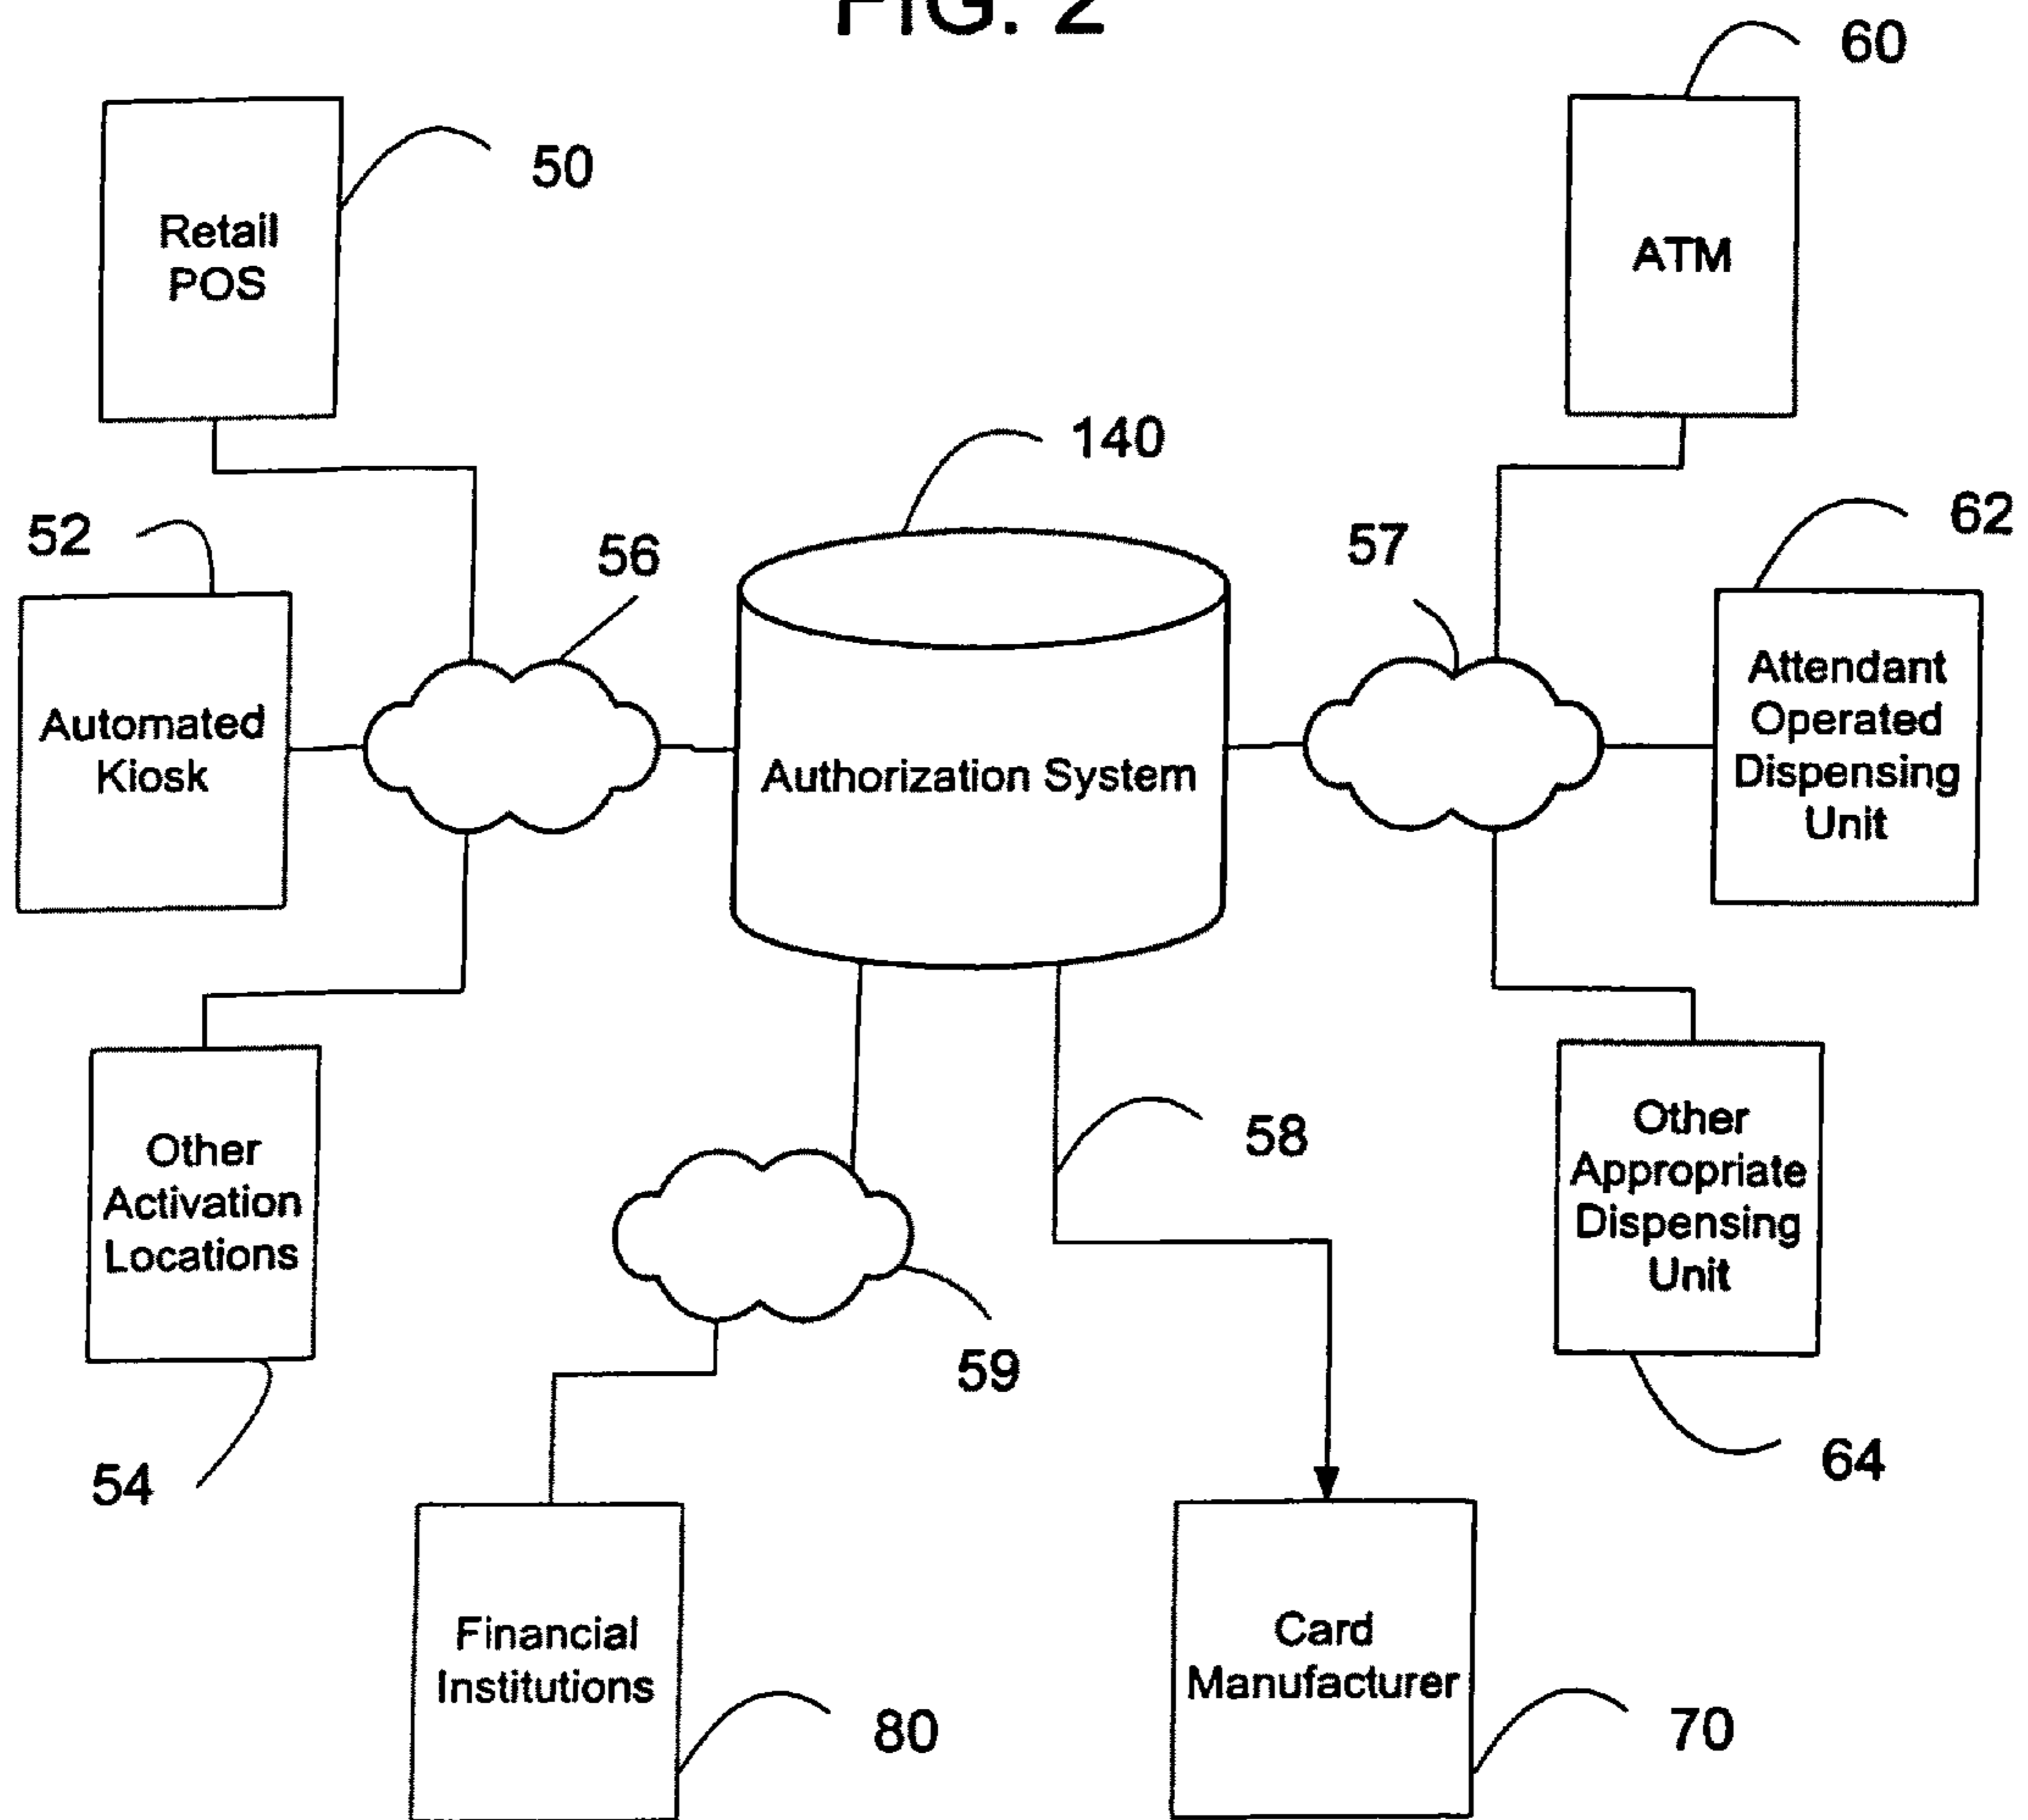 FIG. 2
60
50
Retail
POS
ATM
140
52
56
57
62
Automated
Kiosk
Authorization System
Attendant
Operated
Dispensing
Unit
Other
Activation
Locations
58
Other
Appropriate
Dispensing
Unit
59
54
64
Financial
Institutions
80
Card
Manufacturer
70